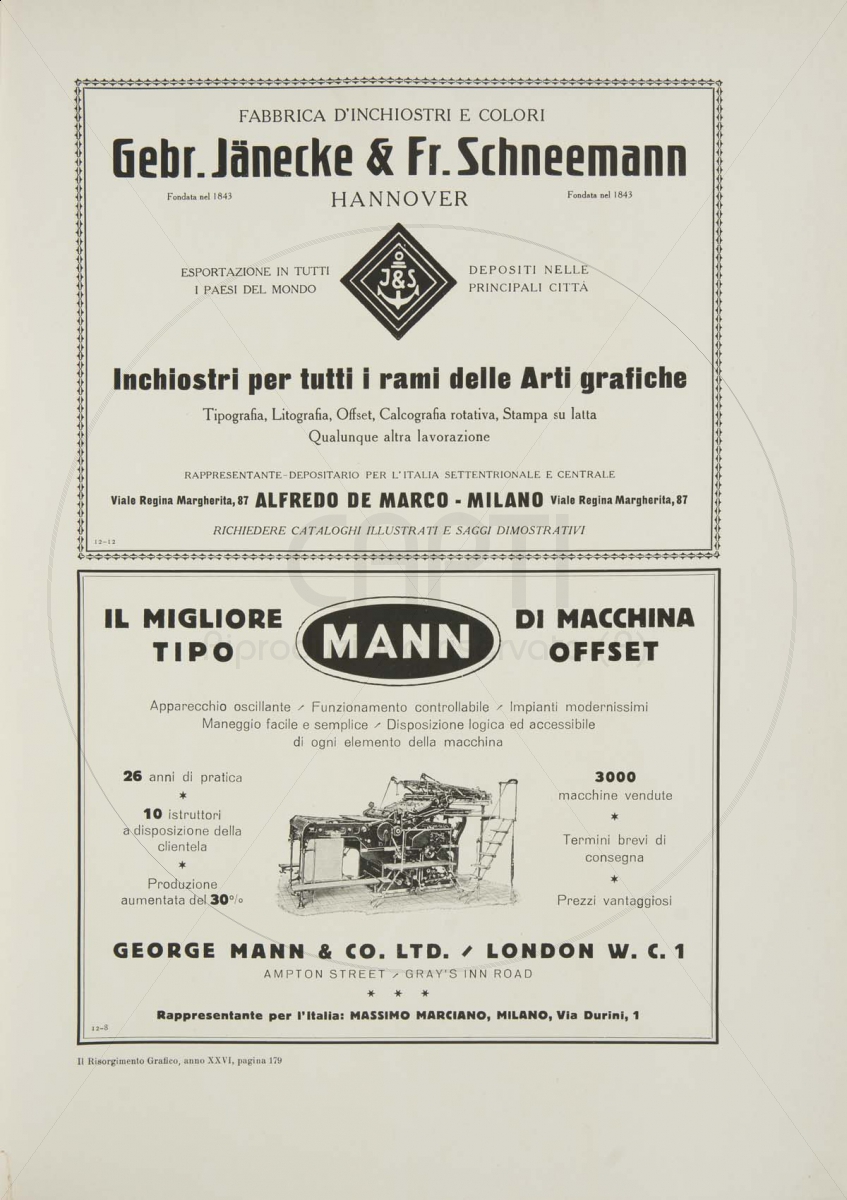 FABBRICA D'INCHIOSTRI E COLORI
Gebr. Jänecke & Fr. Schneemann
Fondata nel 1843 HANNOVER Fondata nel 1843
ESPORTAZIONE IN TUTTI
I PAESI DEL MONDO
J&S
DEPOSITI NELLE
PRINCIPALI CITTÀ
Inchiostri per tutti i rami delle Arti grafiche
Tipografia, Litografia, Offset, Calcografia rotativa, Stampa su latta
Qualunque altra lavorazione
RAPPRESENTANTE-DEPOSITARIO PER L'ITALIA SETTENTRIONALE E CENTRALE
Viale Regina Margherita, 87 ALFREDO DE MARCO - MILANO Viale Regina Margherita, 87
RICHIEDERE CATALOGHI ILLUSTRATI E SAGGI DIMOSTRATIVI
12-12
CAPTI
IL MIGLIORE
TIPO
MANN
DI MACCHINA
OFFSET
Apparecchio oscillante / Funzionamento controllabile / Impianti modernissimi
Maneggio facile e semplice / Disposizione logica ed accessibile
di ogni elemento della macchina
26 anni di pratica
*
10 istruttori
a disposizione della
clientela
*
Produzione
aumentata del 30%
3000
macchine vendute
*
Termini brevi di
consegna
*
Prezzi vantaggiosi
GEORGE MANN & CO. LTD. / LONDON W. C. 1
AMPTON STREET / GRAY'S INN ROAD
* * *
Rappresentante per l'Italia: MASSIMO MARCIANO, MILANO, Via Durini, 1
12-8
Il Risorgimento Grafico, anno XXVI, pagina 179